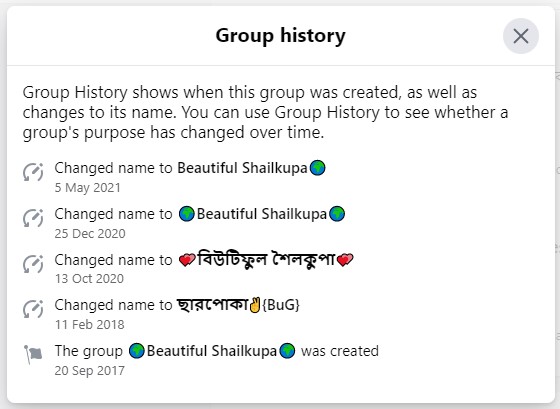 Group history
Group History shows when this group was created, as well as
changes to its name. You can use Group History to see whether a
group's purpose has changed over time.
Changed name to Beautiful Shailkupa🌍
5 May 2021
Changed name to 🌍Beautiful Shailkupa🌍
25 Dec 2020
Changed name to 💞বিউটিফুল শৈলকুপা💞
13 Oct 2020
Changed name to ছারপোকা✌{BuG}
11 Feb 2018
The group 🌍Beautiful Shailkupa🌍 was created
20 Sep 2017